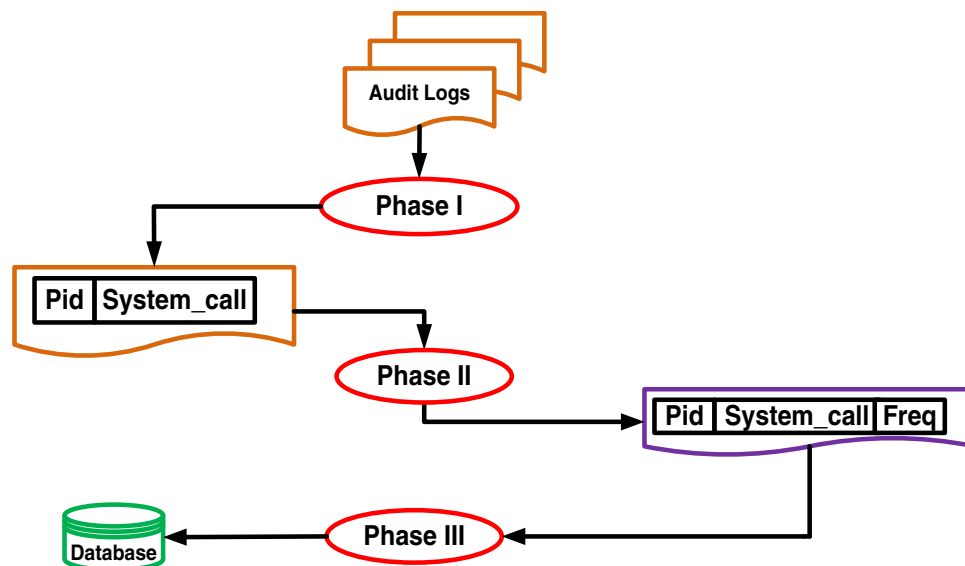 Audit Logs
Phase I
Pid System_call
Phase II
Pid System_call Freq
Phase III
Database